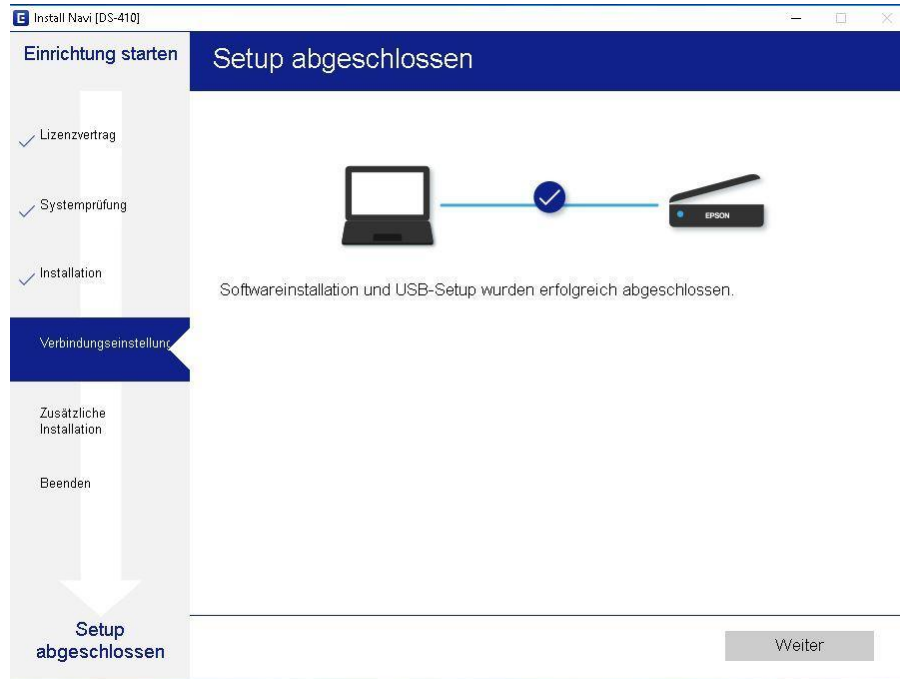 E Install Navi [DS-410]
Einrichtung starten
Setup abgeschlossen
Lizenzvertrag
Systemprüfung
EPSON
Installation
Softwareinstallation und USB-Setup wurden erfolgreich abgeschlossen.
Verbindungseinstellung
Zusätzliche
Installation
Beenden
Setup
abgeschlossen
Weiter